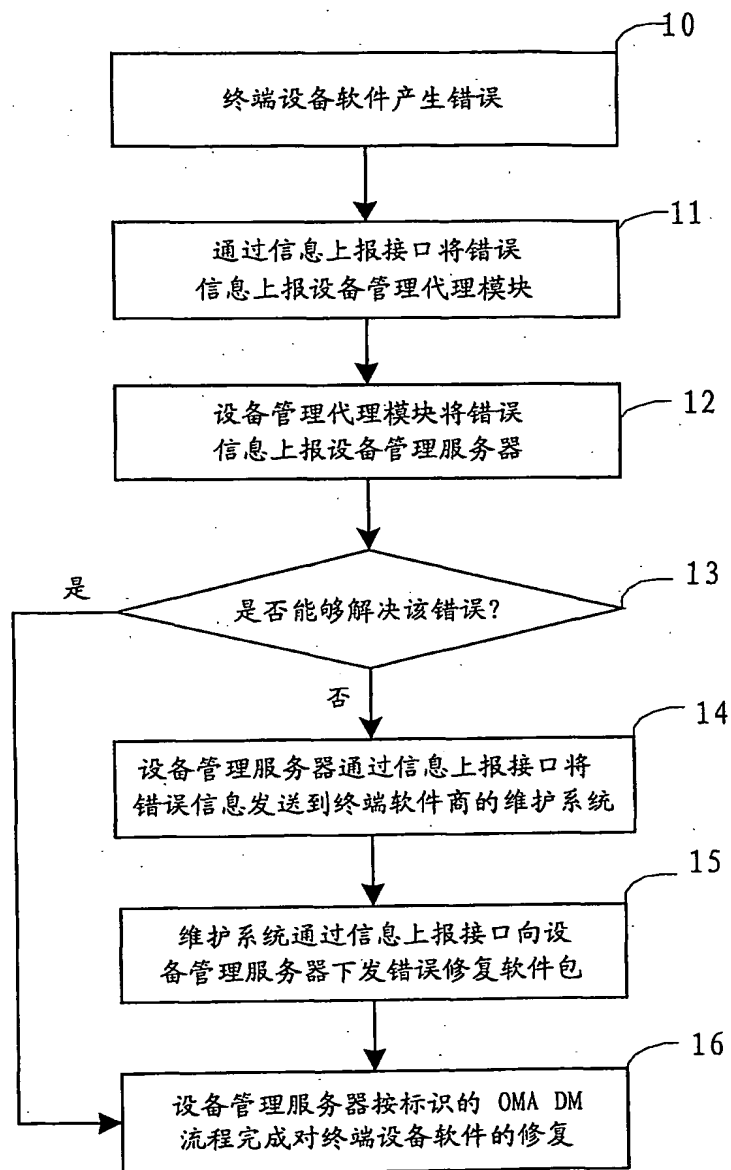 10
终端设备软件产生错误
11
通过信息上报接口将错误
信息上报设备管理代理模块
12
设备管理代理模块将错误
信息上报设备管理服务器
13
是
是否能够解决该错误?
否
14
设备管理服务器通过信息上报接口将
错误信息发送到终端软件商的维护系统
15
维护系统通过信息上报接口向设
备管理服务器下发错误修复软件包
16
设备管理服务器按标识的 OMA DM
流程完成对终端设备软件的修复